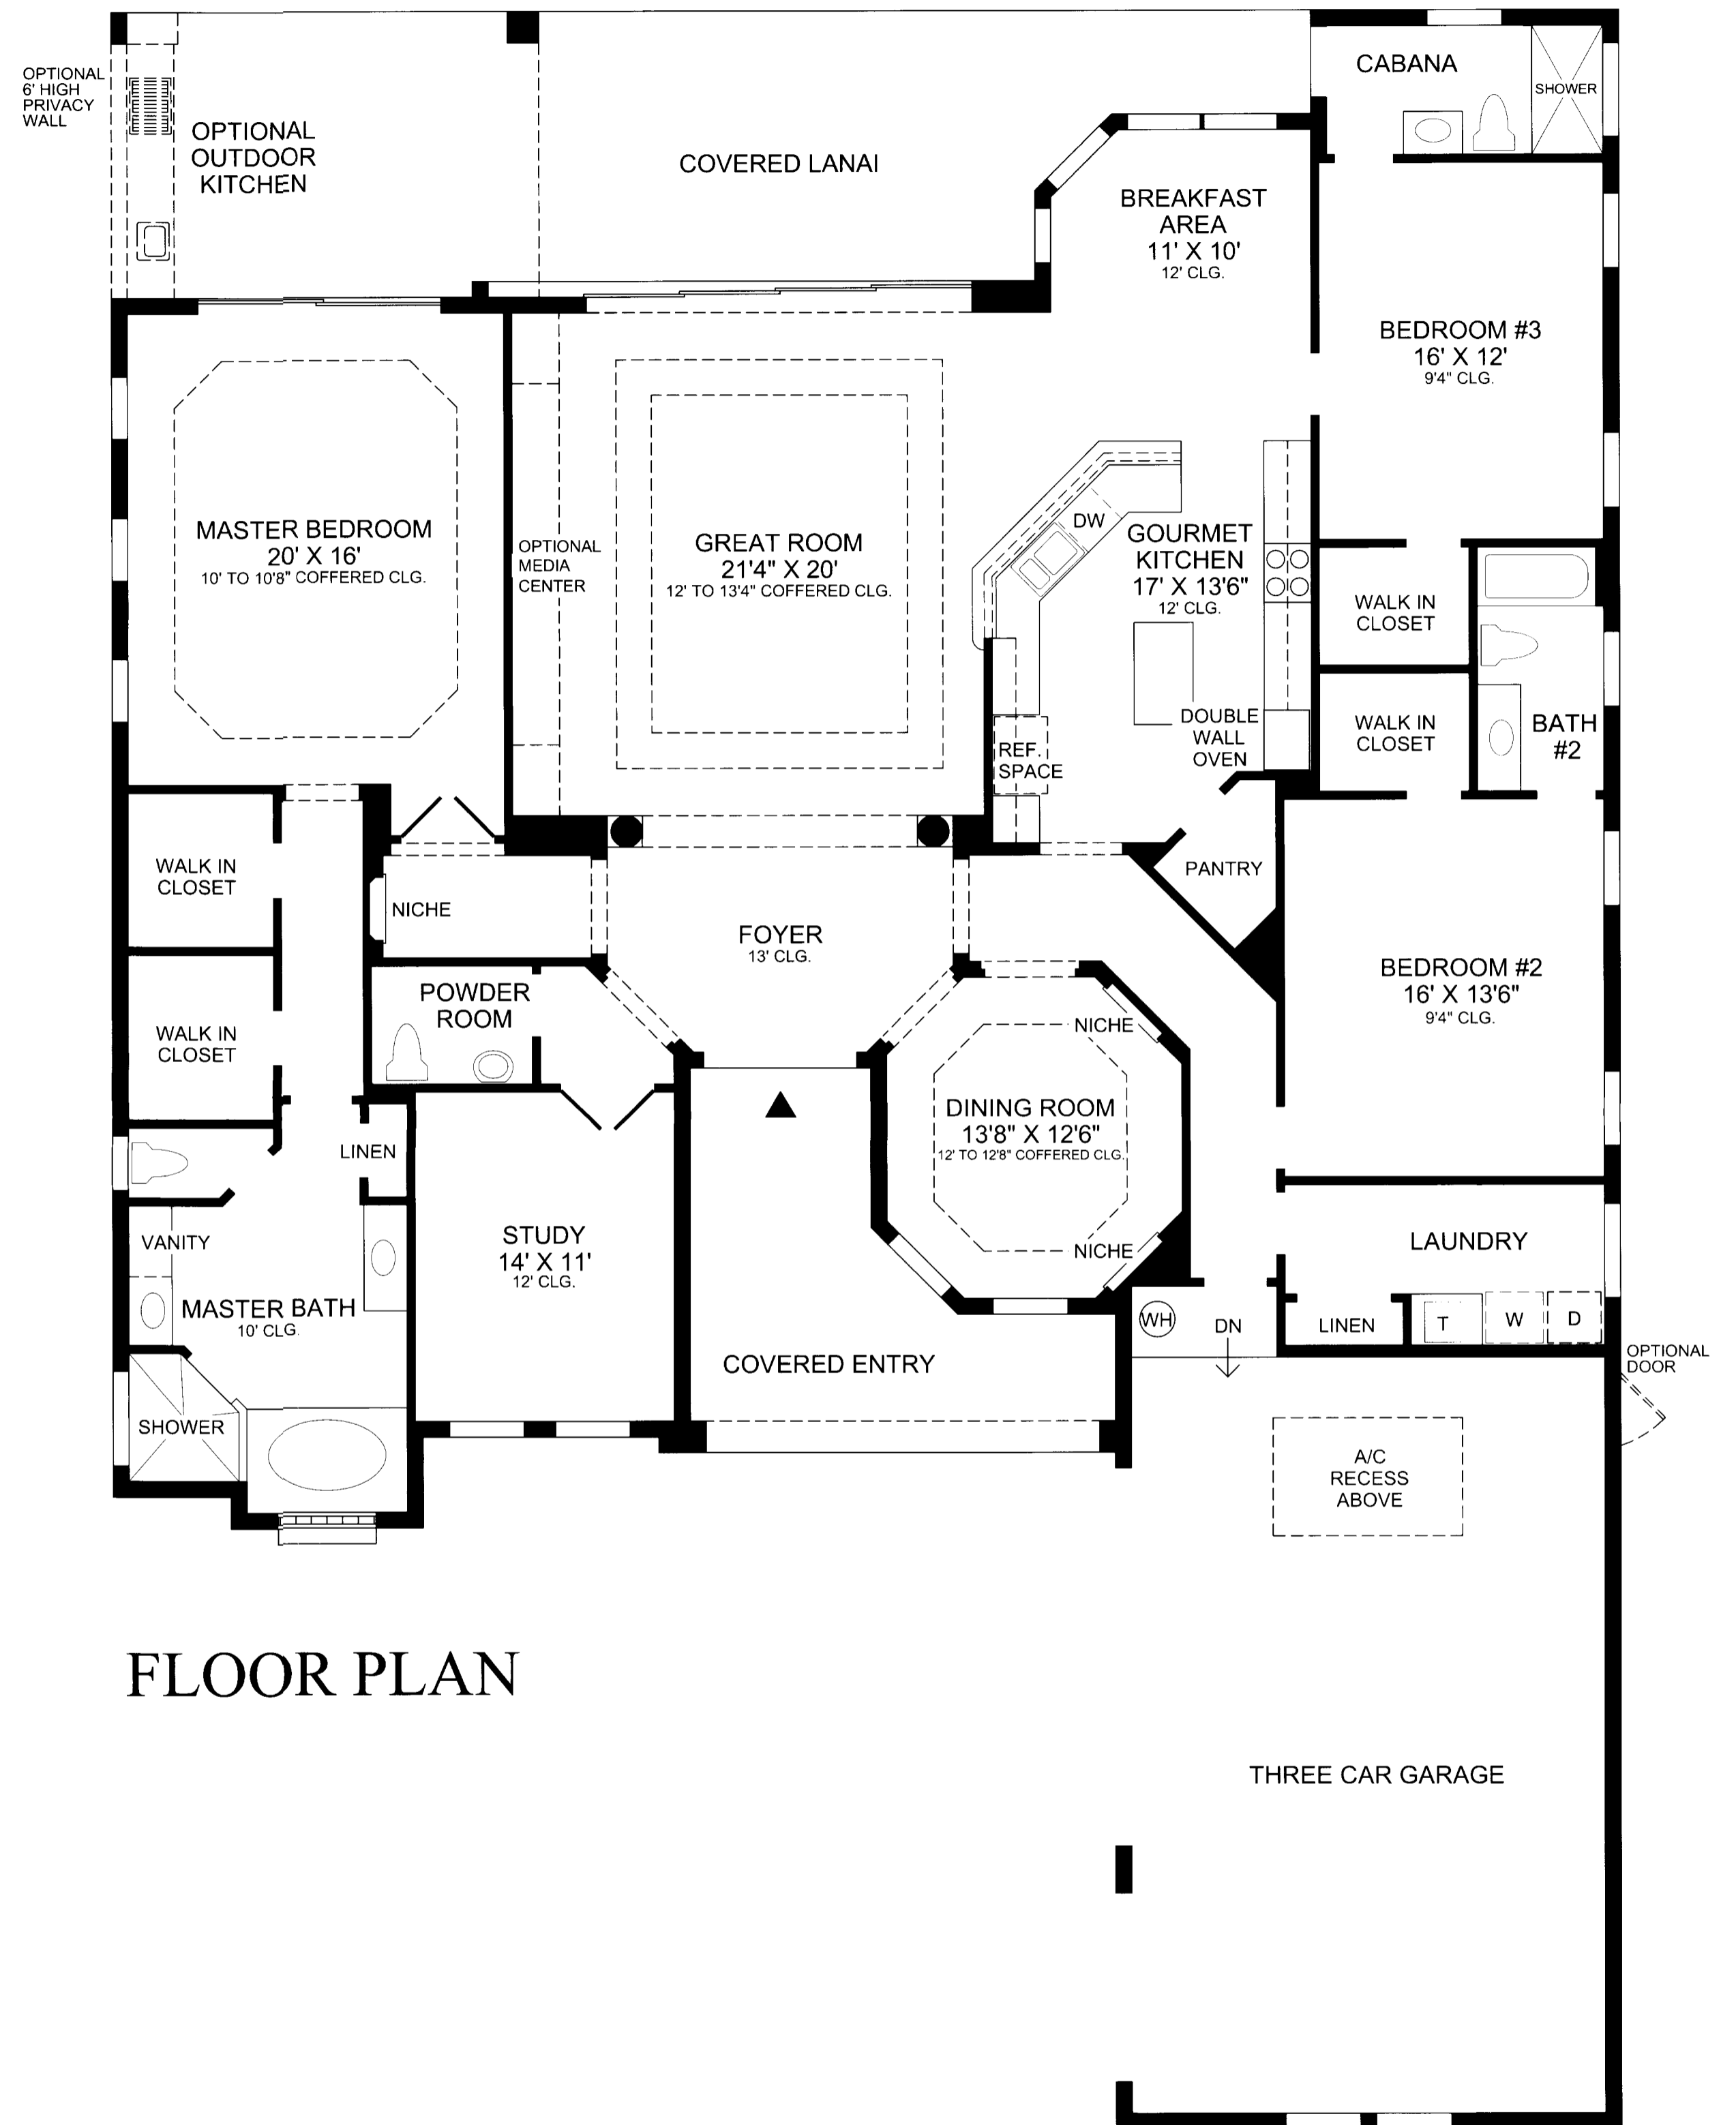 CABANA
SHOWER
OPTIONAL
6' HIGH
PRIVACY
WALL
OPTIONAL
OUTDOOR
KITCHEN
COVERED LANAI
BREAKFAST
AREA
11' X 10'
12' CLG.
BEDROOM #3
16' X 12'
9'4" CLG.
MASTER BEDROOM
20' X 16'
10' TO 10'8" COFFERED CLG.
OPTIONAL
MEDIA
CENTER
GREAT ROOM
21'4" X 20'
12' TO 13'4" COFFERED CLG.
DW
GOURMET
KITCHEN
17' X 13'6"
12' CLG.
WALK IN
CLOSET
WALK IN
CLOSET
BATH
#2
DOUBLE
WALL
OVEN
REF.
SPACE
PANTRY
WALK IN
CLOSET
NICHE
FOYER
13' CLG.
BEDROOM #2
16' X 13'6"
9'4" CLG.
POWDER
ROOM
WALK IN
CLOSET
NICHE
DINING ROOM
13'8" X 12'6"
12' TO 12'8" COFFERED CLG.
NICHE
LINEN
VANITY
STUDY
14' X 11'
12' CLG.
LAUNDRY
MASTER BATH
10' CLG.
WH
DN
LINEN
T
W
D
COVERED ENTRY
OPTIONAL
DOOR
SHOWER
A/C
RECESS
ABOVE
FLOOR PLAN
THREE CAR GARAGE